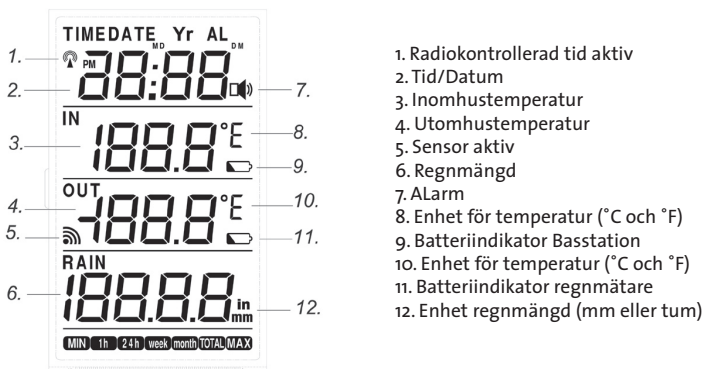 TIMEDATE Yr AL
MD DM
1. PM 28:88
2. 7.
IN
3. 188.8 °E 8.
9.
OUT
4. -188.8 °E 10.
5. 11.
RAIN
6. 188.8.8 in
mm 12.
MIN 1h 24h week month TOTAL MAX
1. Radiokontrollerad tid aktiv
2. Tid/Datum
3. Inomhustemperatur
4. Utomhustemperatur
5. Sensor aktiv
6. Regnmängd
7. ALarm
8. Enhet för temperatur (˚C och ˚F)
9. Batteriindikator Basstation
10. Enhet för temperatur (˚C och ˚F)
11. Batteriindikator regnmätare
12. Enhet regnmängd (mm eller tum)